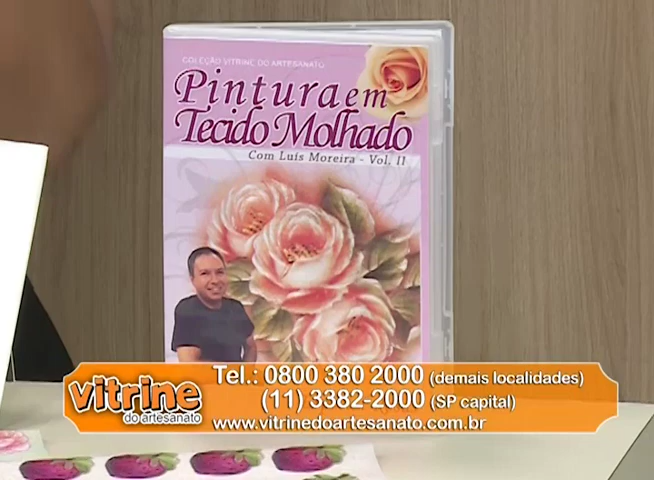 COLEÇÃO VITRINE DO ARTESANATO
Pintura em
Tecido Molhado
Com Luis Moreira - Vol. II
vitrine
do artesanato
Tel.: 0800 380 2000 (demais localidades)
(11) 3382-2000 (SP capital)
www.vitrinedoartesanato.com.br